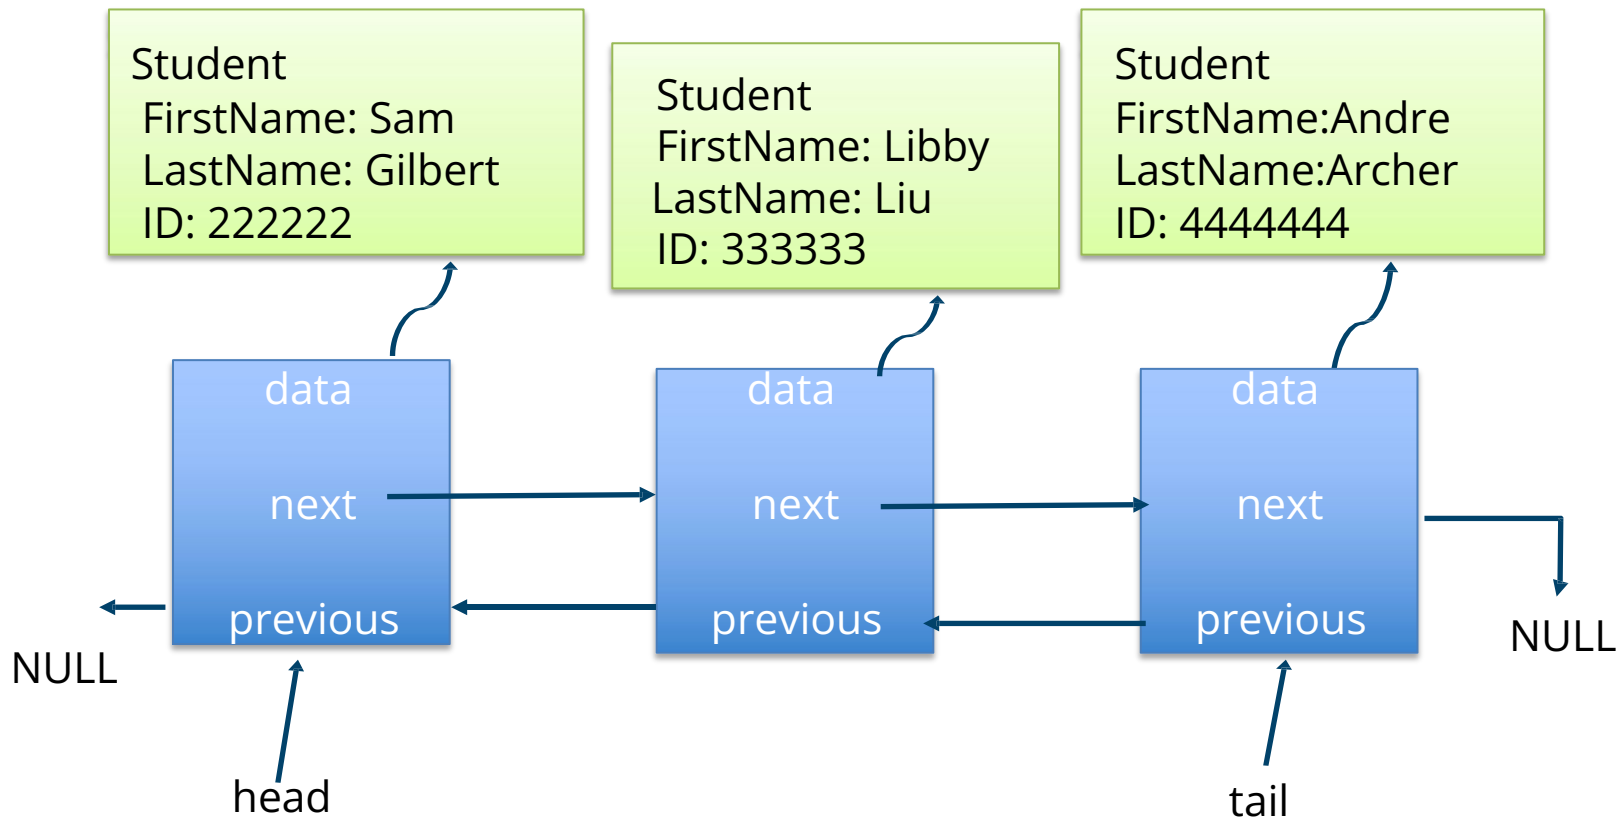 Student
FirstName: Sam
LastName: Gilbert
ID: 222222
Student
FirstName: Libby
LastName: Liu
ID: 333333
Student
FirstName:Andre
LastName:Archer
ID: 4444444
data
next
previous
data
next
previous
data
next
previous
NULL
NULL
head
tail